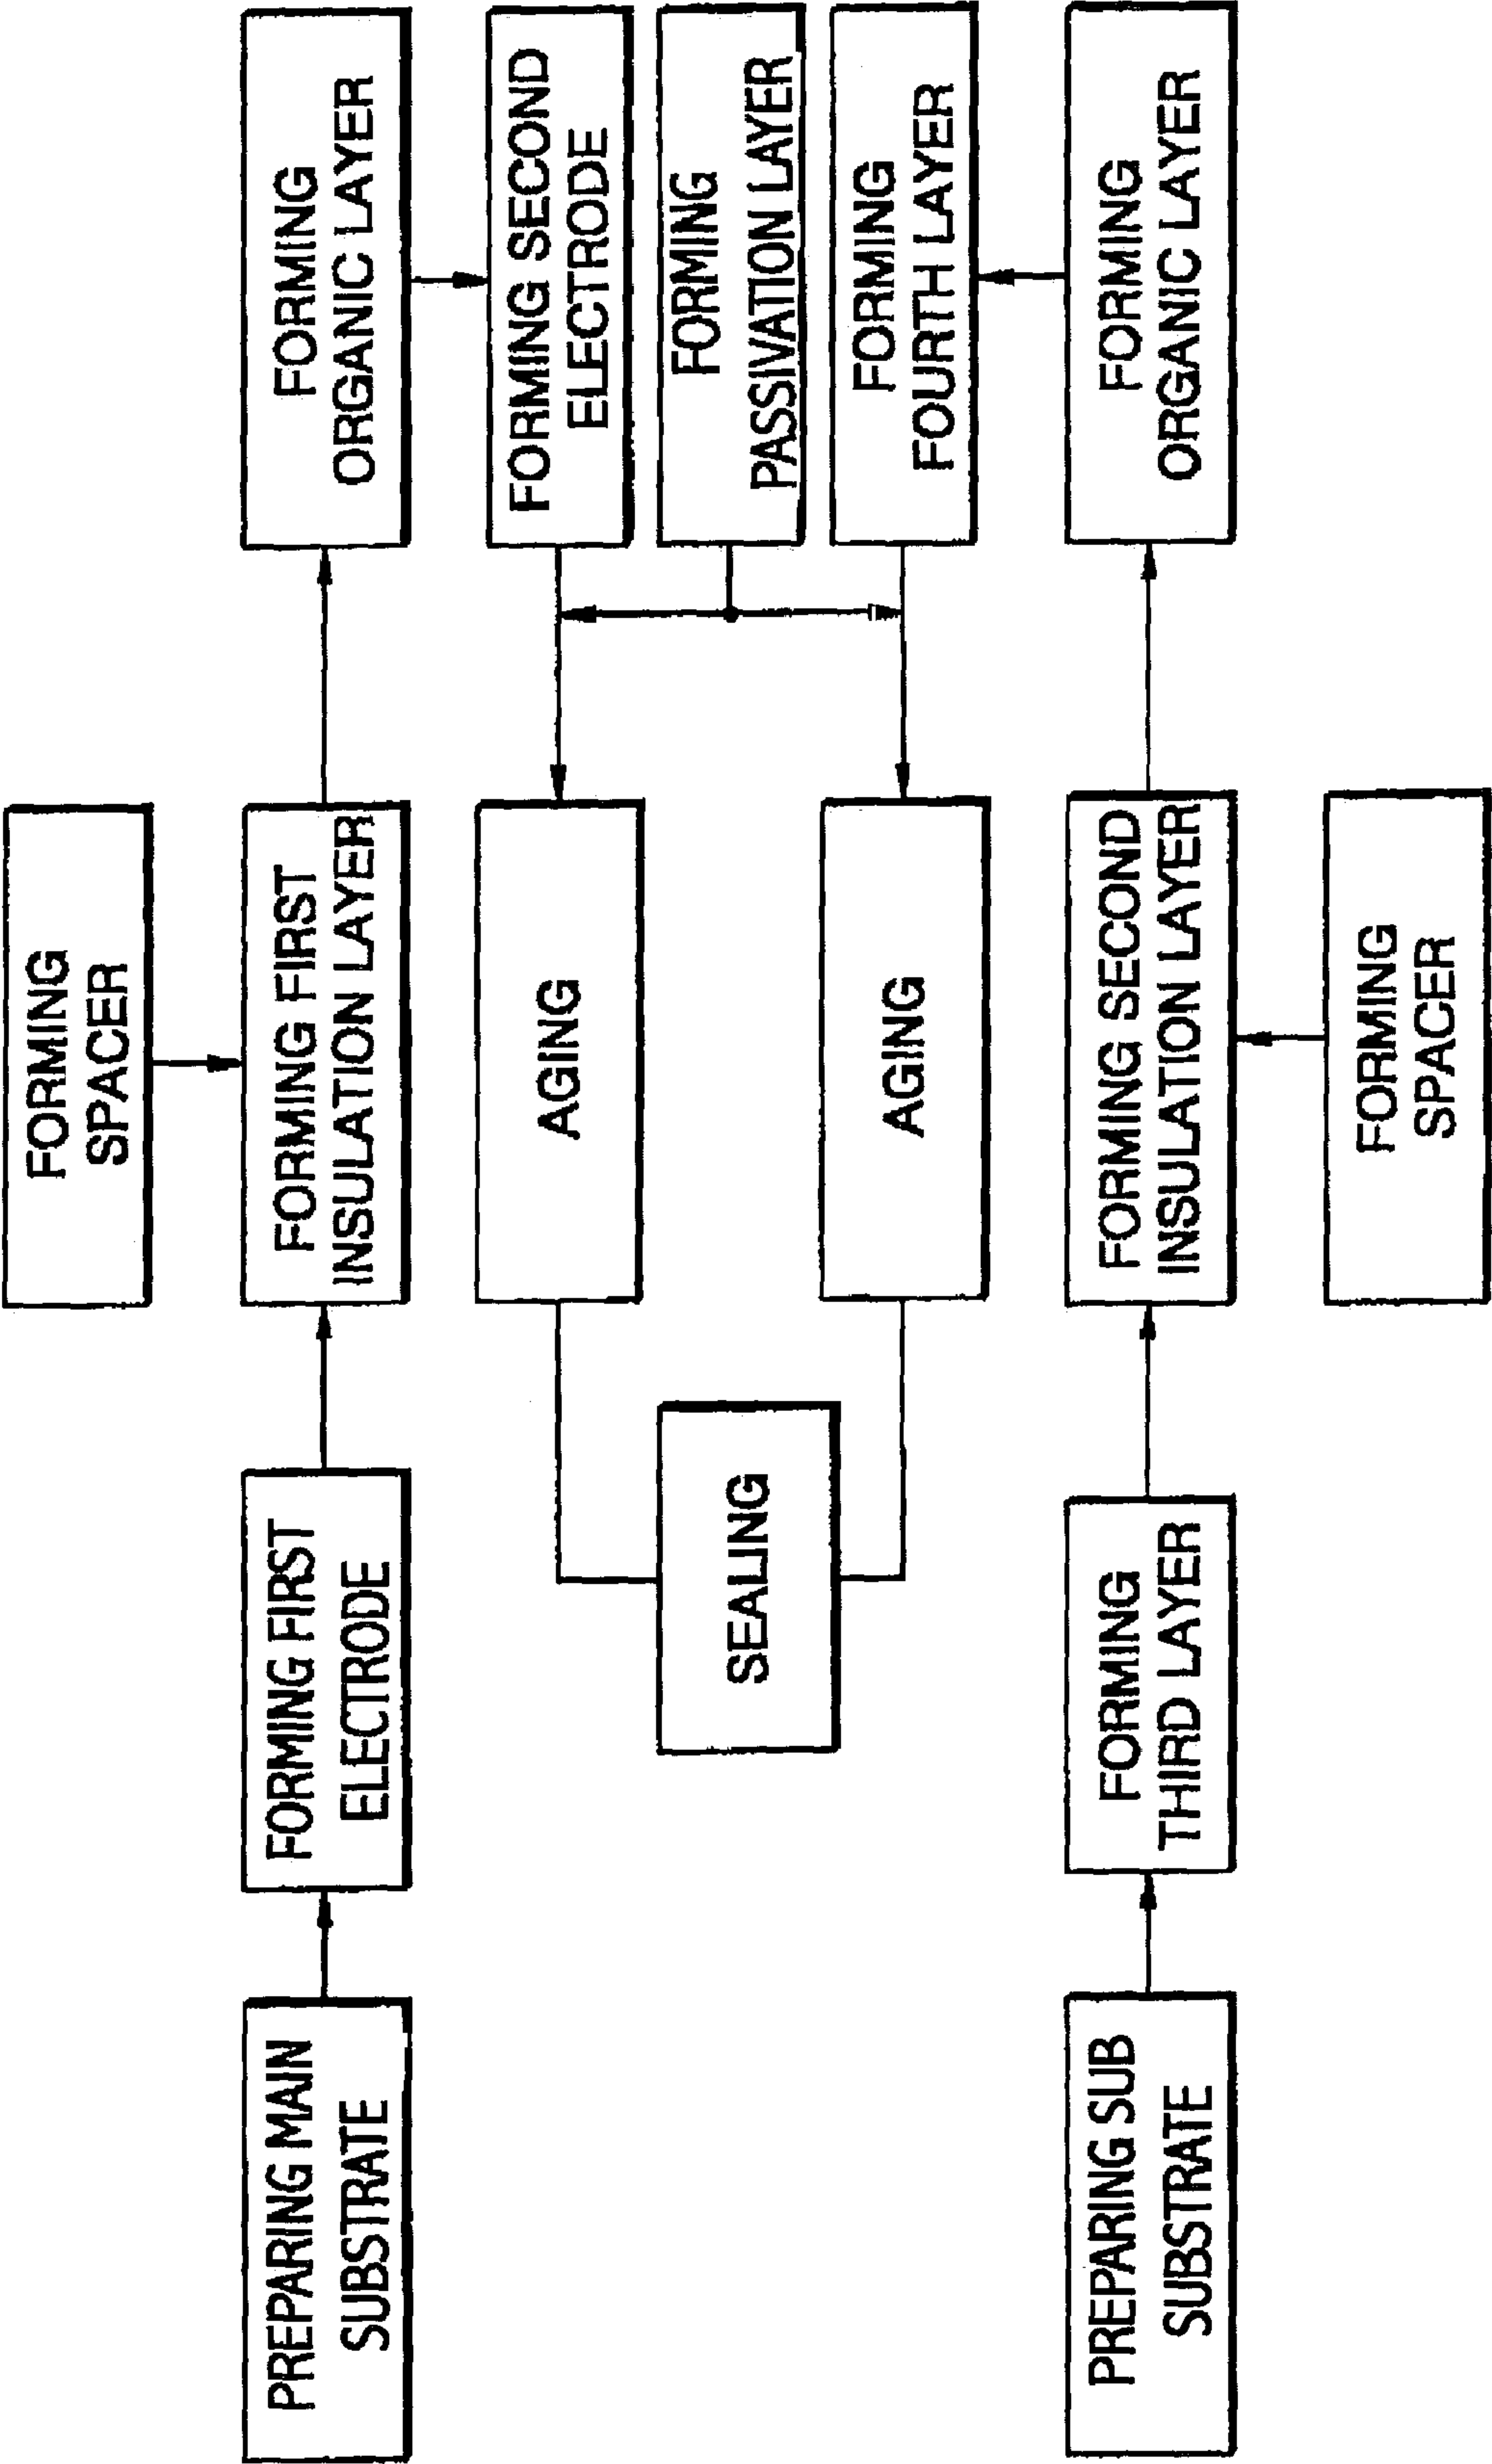 FORMING
SPACER
PREPARING MAIN
SUBSTRATE
FORMING FIRST
ELECTRODE
FORMING FIRST
INSULATION LAYER
FORMING
ORGANIC LAYER
AGING
FORMING SECOND
ELECTRODE
SEALING
FORMING
PASSIVATION LAYER
AGING
FORMING
FOURTH LAYER
PREPARING SUB
SUBSTRATE
FORMING
THIRD LAYER
FORMING SECOND
INSULATION LAYER
FORMING
ORGANIC LAYER
FORMING
SPACER